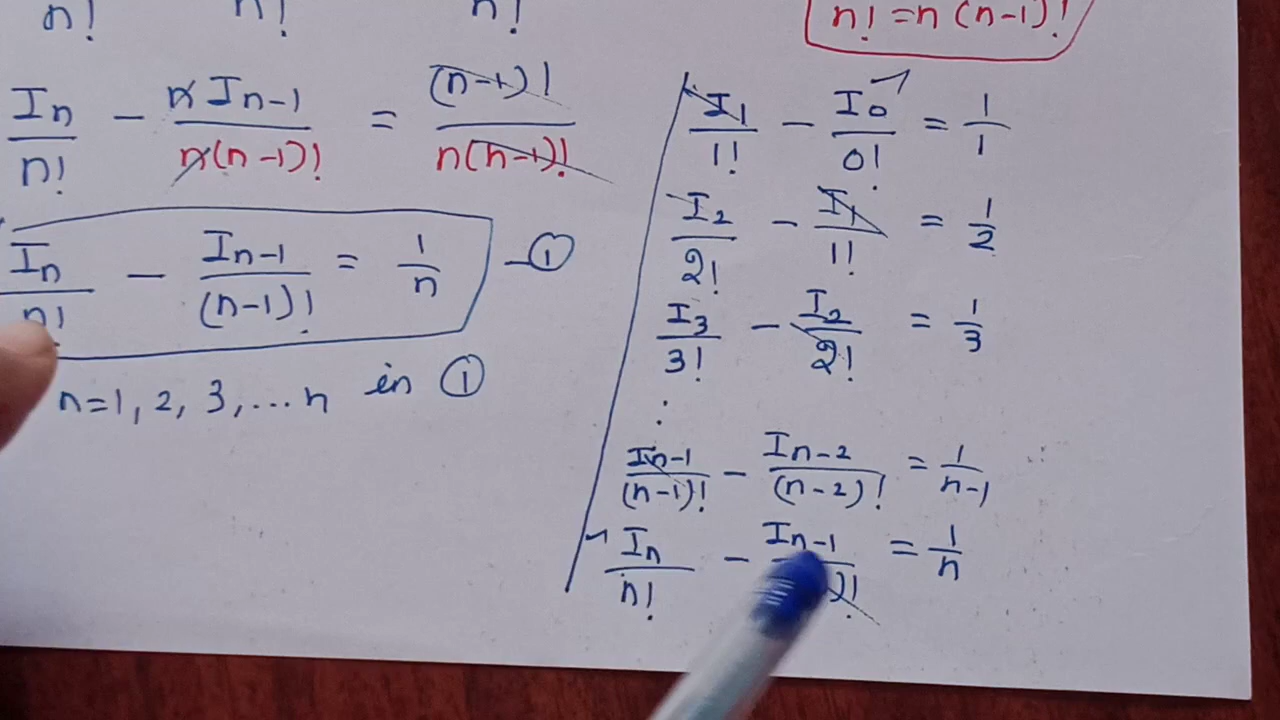 n! n! n!
n! = n (n-1)!
In/n! - n In-1/n(n-1)! = (n-1)!/n(n-1)!
In/n! - In-1/(n-1)! = 1/n - ①
n=1, 2, 3, ... n in ①
I1/1! - I0/0! = 1/1
I2/2! - I1/1! = 1/2
I3/3! - I2/2! = 1/3
.
In-1/(n-1)! - In-2/(n-2)! = 1/n-1
In/n! - In-1/ )! = 1/n